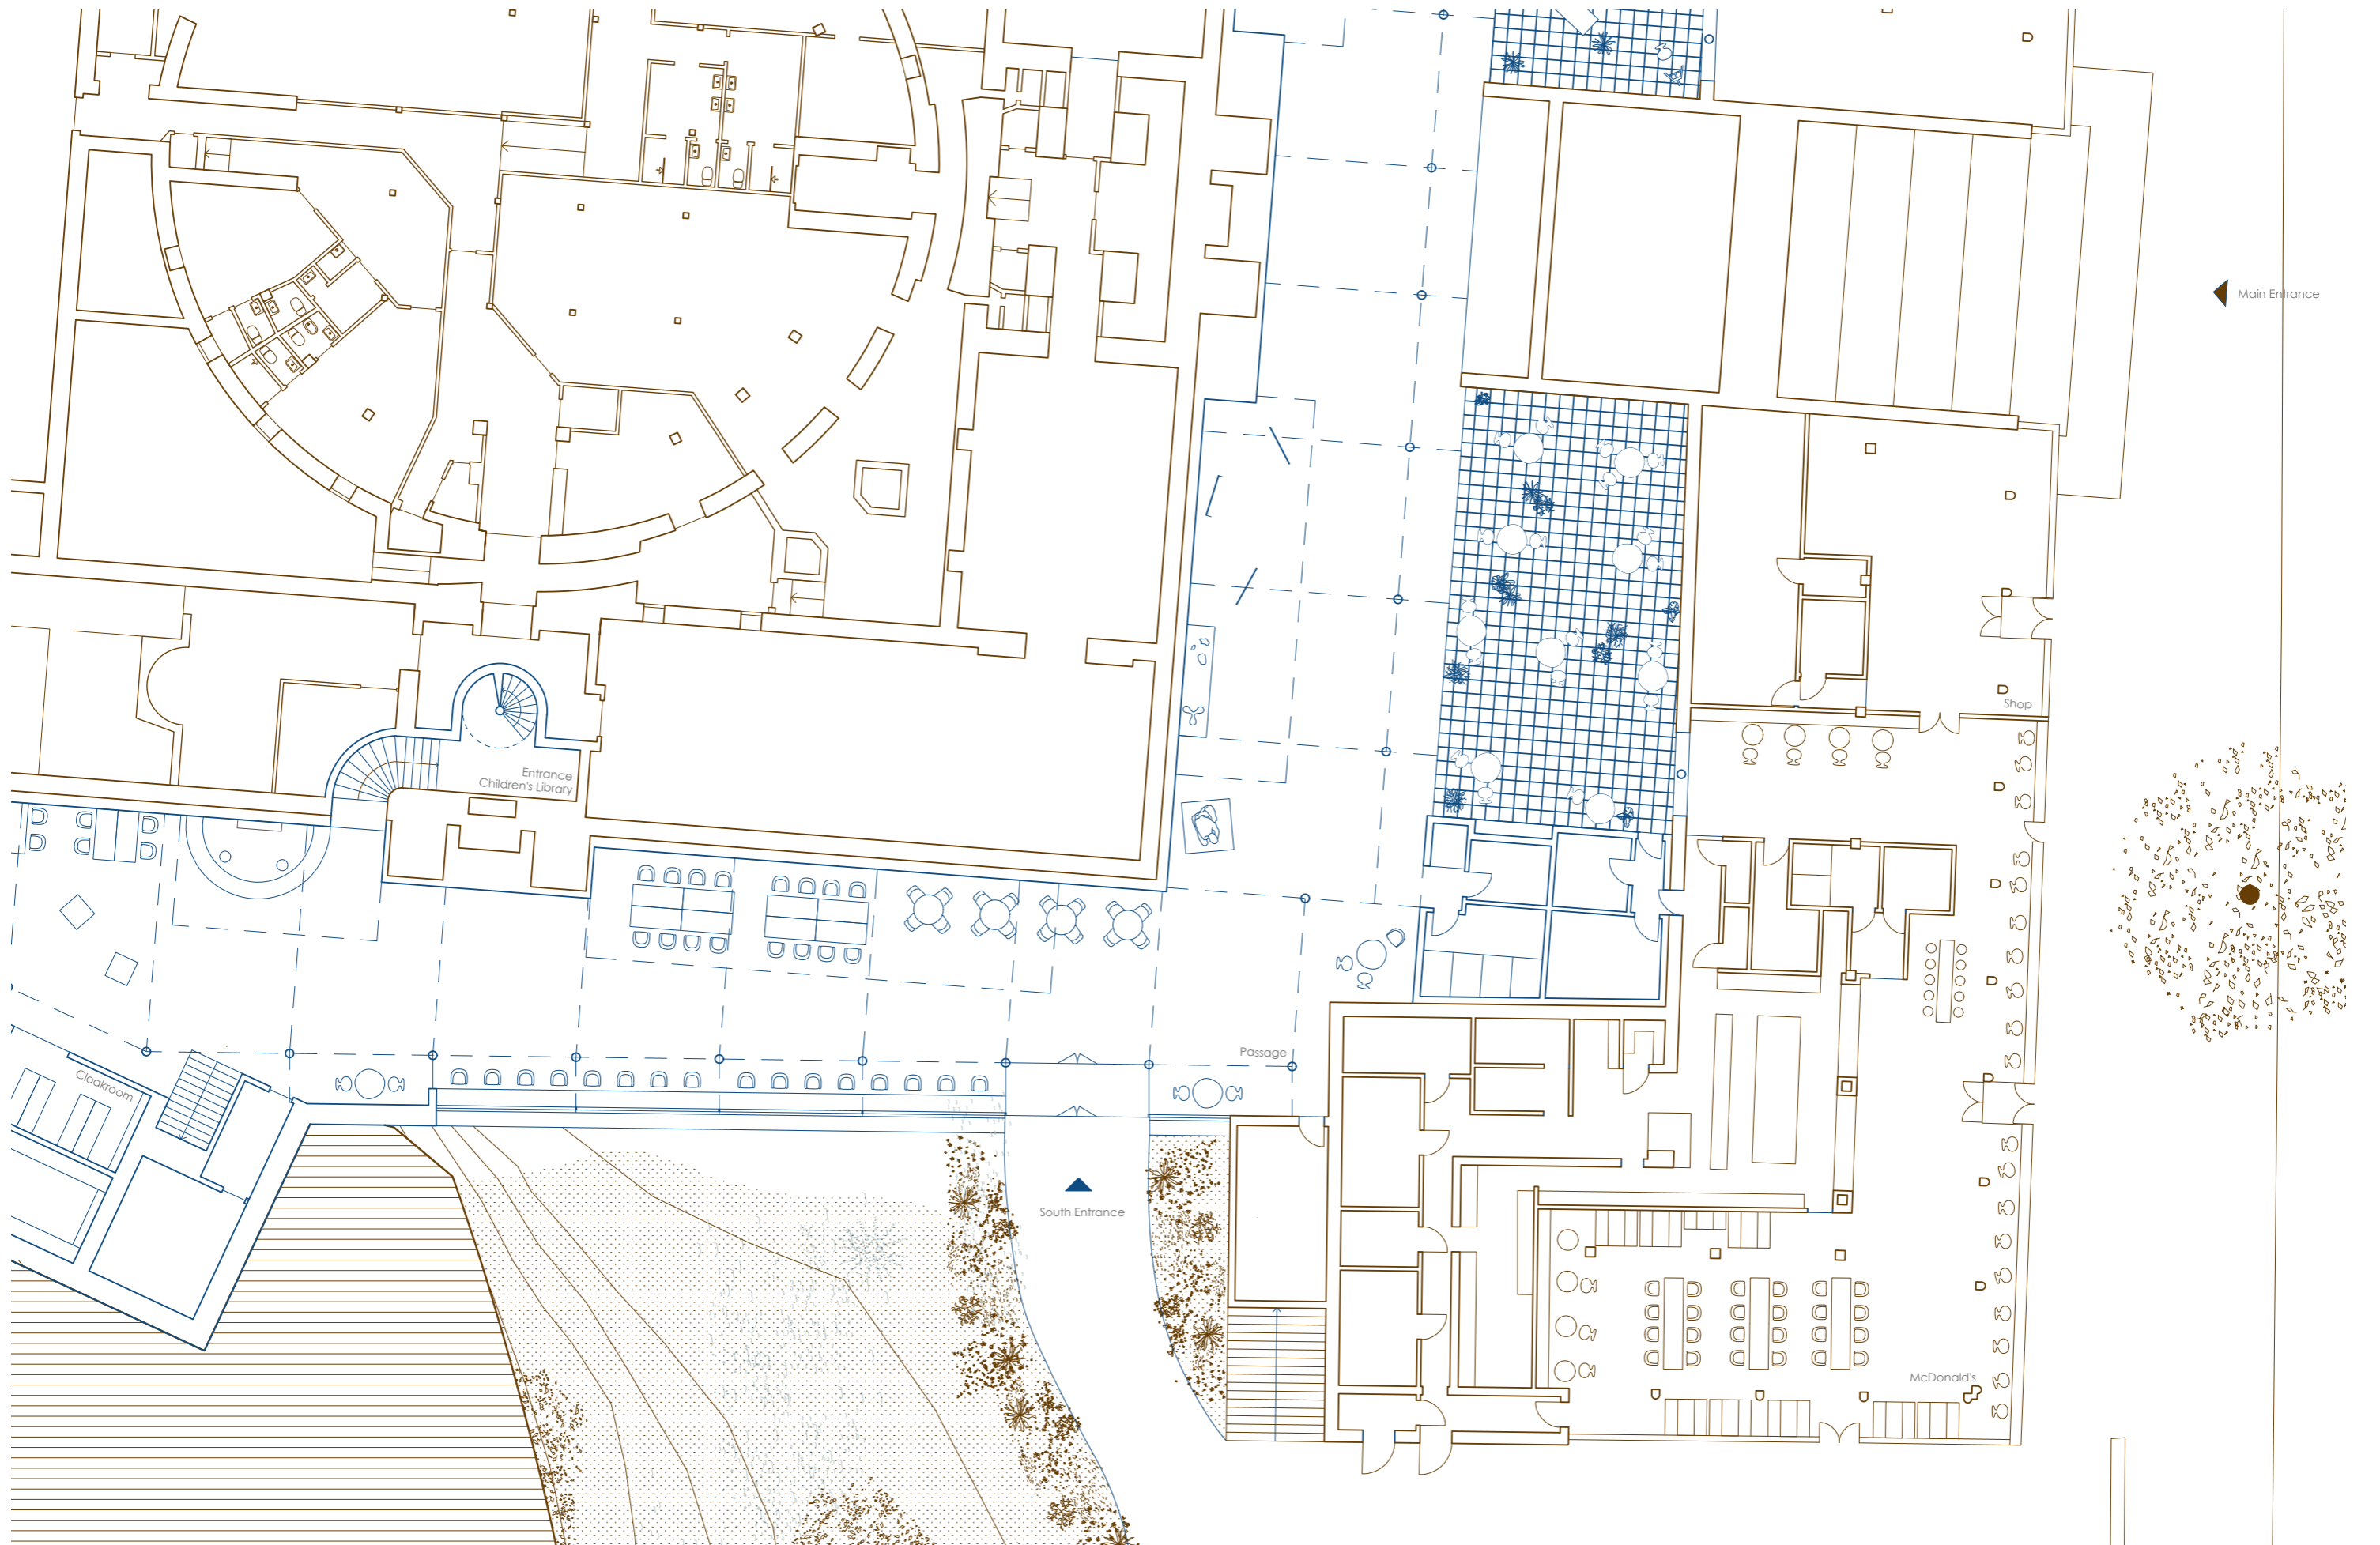 Main Entrance
Shop
Entrance
Children's Library
Passage
Cloakroom
South Entrance
McDonald's